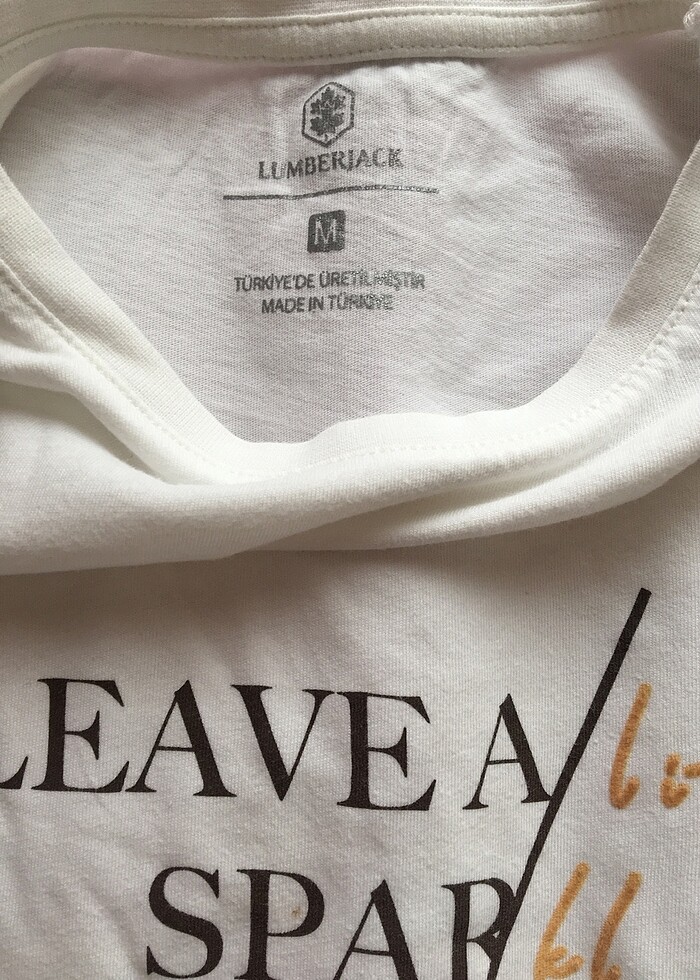 LUMBERJACK
M
TÜRKİYE'DE ÜRETİLMİŞTİR
MADE IN TÜRKİYE
LEAVE A
SPAR